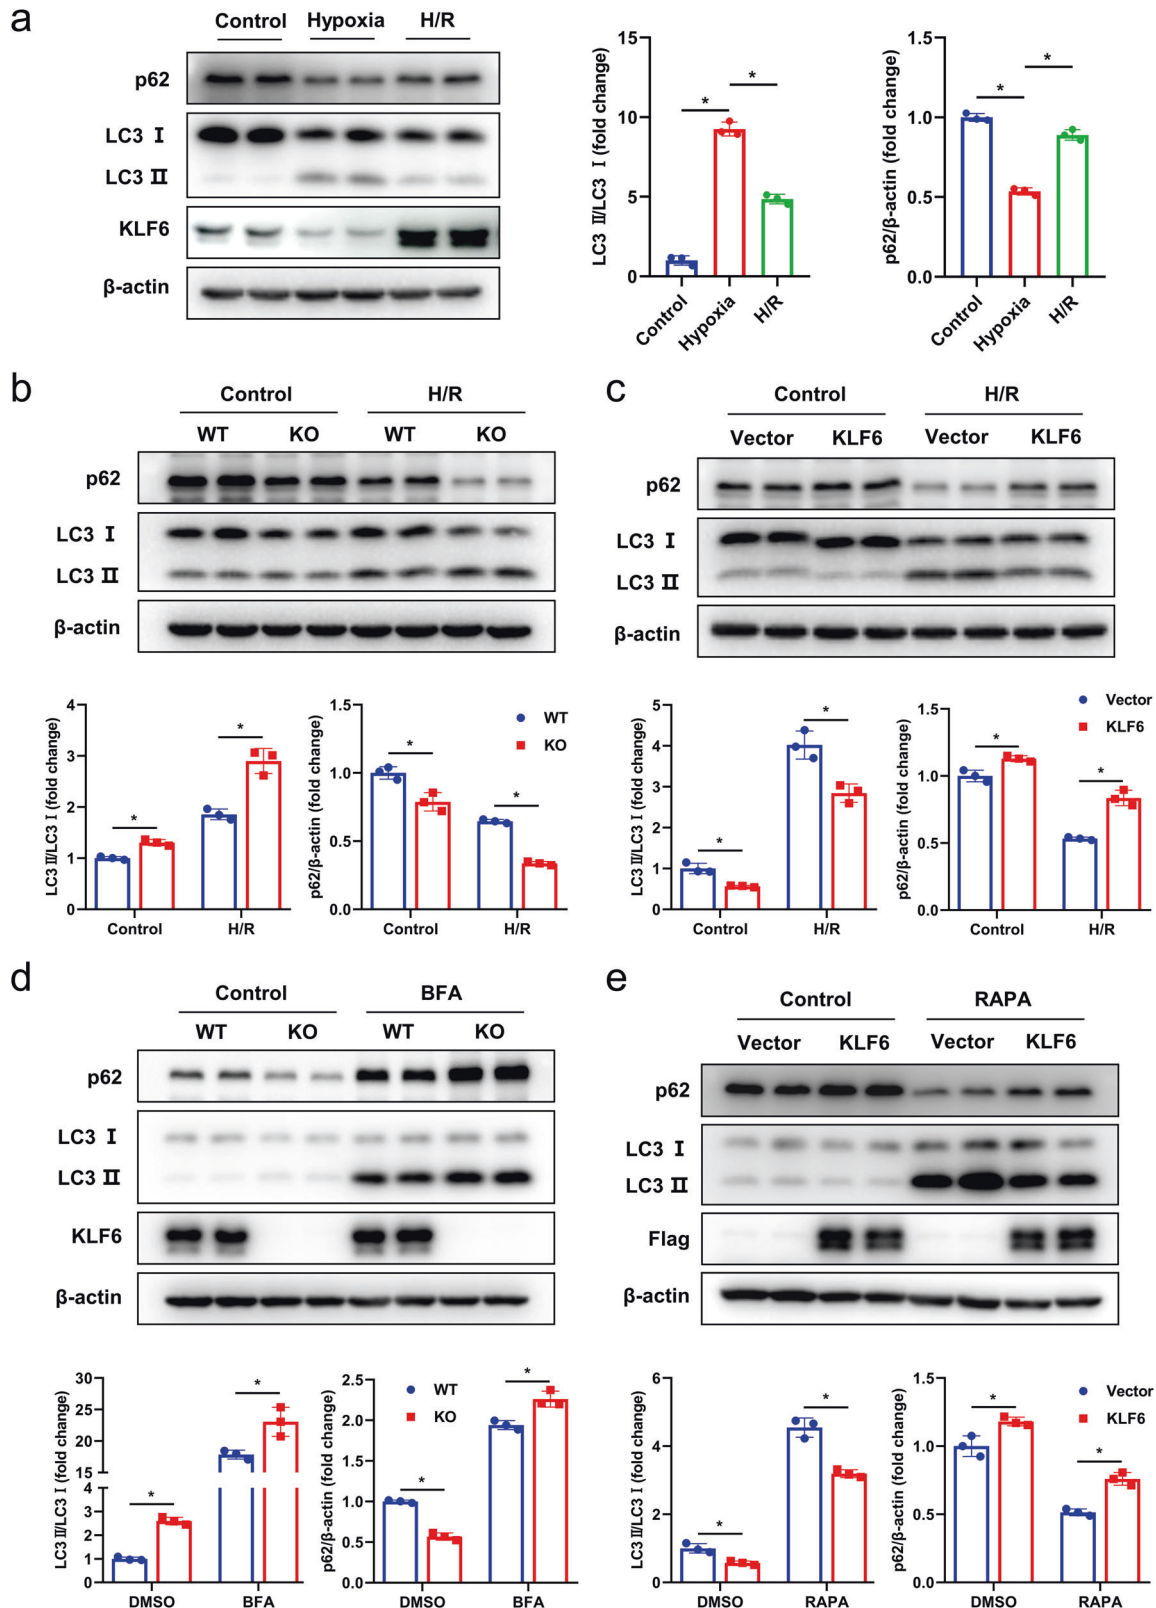 a
Control Hypoxia H/R
p62
LC3 Ⅰ
LC3 Ⅱ
KLF6
β-actin
LC3 Ⅱ/LC3 Ⅰ (fold change)
15
10
5
0
* *
Control Hypoxia H/R
p62/β-actin (fold change)
1.5
1.0
0.5
0.0
* *
Control Hypoxia H/R
b
Control H/R
WT KO WT KO
p62
LC3 Ⅰ
LC3 Ⅱ
β-actin
LC3 Ⅱ/LC3 Ⅰ (fold change)
4
3
2
1
0
* *
Control H/R
p62/β-actin (fold change)
1.5
1.0
0.5
0.0
* *
Control H/R
WT
KO
c
Control H/R
Vector KLF6 Vector KLF6
p62
LC3 Ⅰ
LC3 Ⅱ
β-actin
LC3 Ⅱ/LC3 Ⅰ (fold change)
5
4
3
2
1
0
* *
Control H/R
p62/β-actin (fold change)
1.5
1.0
0.5
0.0
* *
Control H/R
Vector
KLF6
d
Control BFA
WT KO WT KO
p62
LC3 Ⅰ
LC3 Ⅱ
KLF6
β-actin
LC3 Ⅱ/LC3 Ⅰ (fold change)
30
25
20
15
4
3
2
1
0
* *
DMSO BFA
p62/β-actin (fold change)
2.5
2.0
1.5
1.0
0.5
0.0
* *
DMSO BFA
WT
KO
e
Control RAPA
Vector KLF6 Vector KLF6
p62
LC3 Ⅰ
LC3 Ⅱ
Flag
β-actin
LC3 Ⅱ/LC3 Ⅰ (fold change)
6
4
2
0
* *
DMSO RAPA
p62/β-actin (fold change)
1.5
1.0
0.5
0.0
* *
DMSO RAPA
Vector
KLF6